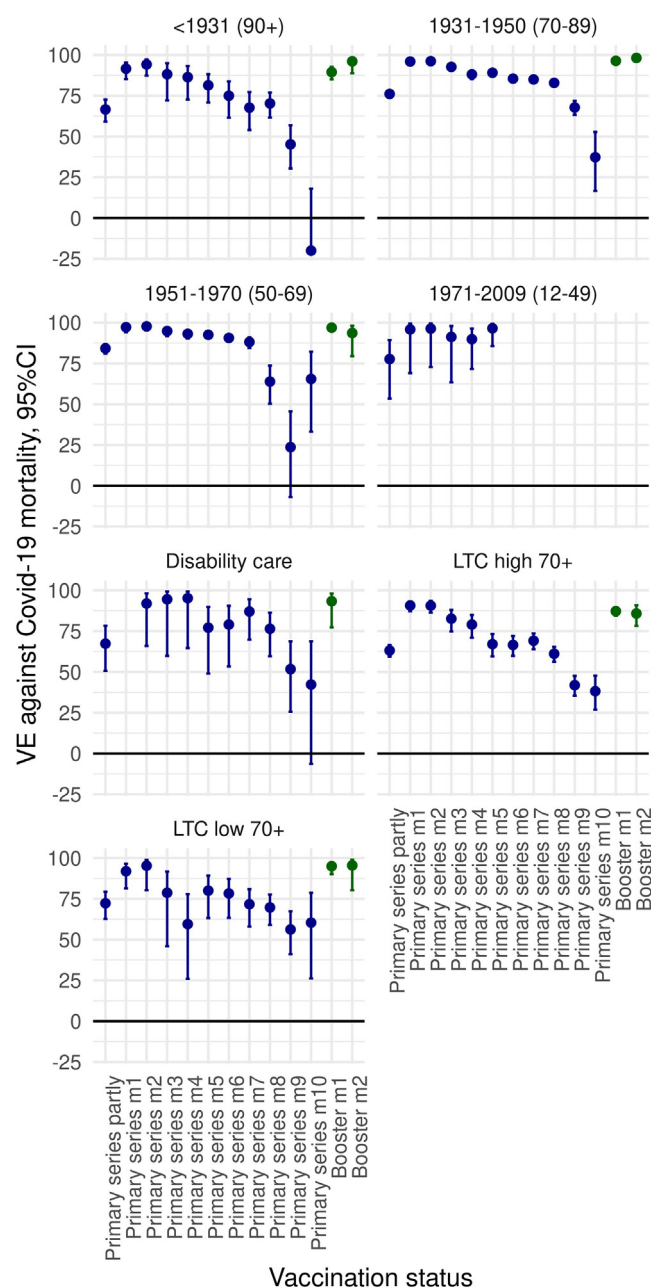 <1931 (90+)
1931-1950 (70-89)
100
75
50
25
0
-25
1951-1970 (50-69)
1971-2009 (12-49)
100
75
50
25
0
-25
Disability care
LTC high 70+
100
75
50
25
0
-25
LTC low 70+
100
75
50
25
0
-25
VE against Covid-19 mortality, 95%CI
Primary series partly
Primary series m1
Primary series m2
Primary series m3
Primary series m4
Primary series m5
Primary series m6
Primary series m7
Primary series m8
Primary series m9
Primary series m10
Booster m1
Booster m2
Primary series partly
Primary series m1
Primary series m2
Primary series m3
Primary series m4
Primary series m5
Primary series m6
Primary series m7
Primary series m8
Primary series m9
Primary series m10
Booster m1
Booster m2
Vaccination status